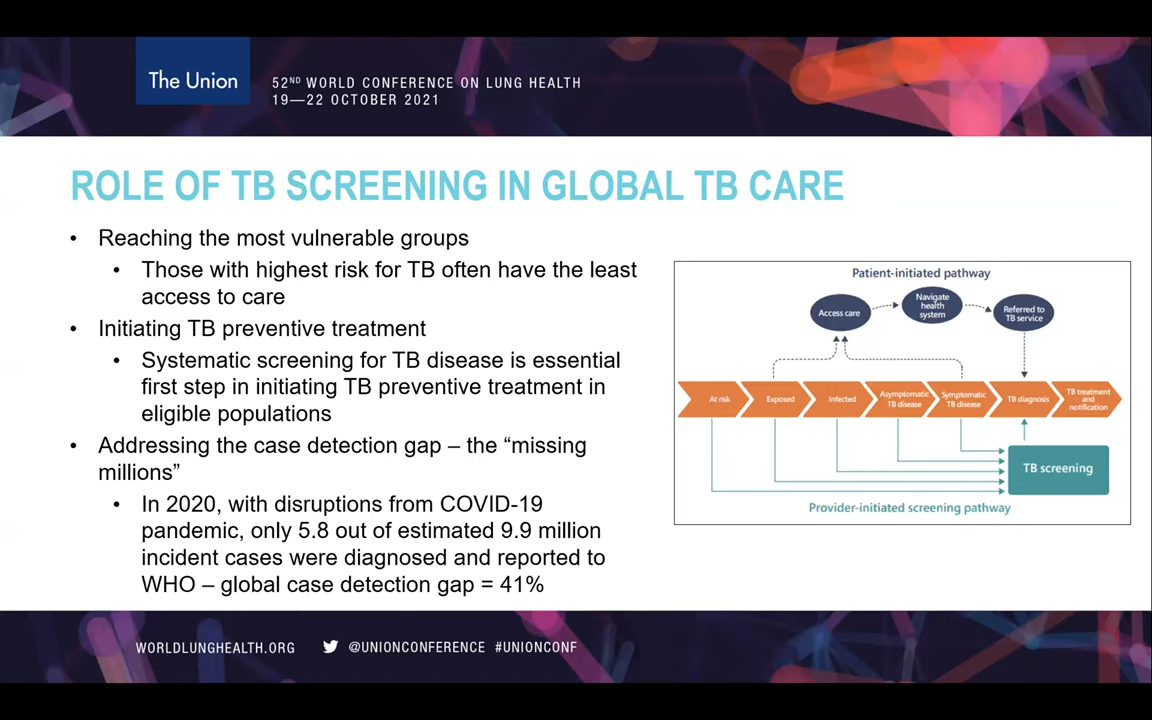 The Union
52ND WORLD CONFERENCE ON LUNG HEALTH
19—22 OCTOBER 2021
ROLE OF TB SCREENING IN GLOBAL TB CARE
• Reaching the most vulnerable groups
• Those with highest risk for TB often have the least
access to care
• Initiating TB preventive treatment
• Systematic screening for TB disease is essential
first step in initiating TB preventive treatment in
eligible populations
• Addressing the case detection gap – the “missing
millions”
• In 2020, with disruptions from COVID-19
pandemic, only 5.8 out of estimated 9.9 million
incident cases were diagnosed and reported to
WHO – global case detection gap = 41%
Patient-initiated pathway
Access care
Navigate
health
system
Referred to
TB service
At risk
Exposed
Infected
Asymptomatic
TB disease
Symptomatic
TB disease
TB diagnosis
TB treatment
and
notification
TB screening
Provider-initiated screening pathway
WORLDLUNGHEALTH.ORG
@UNIONCONFERENCE #UNIONCONF